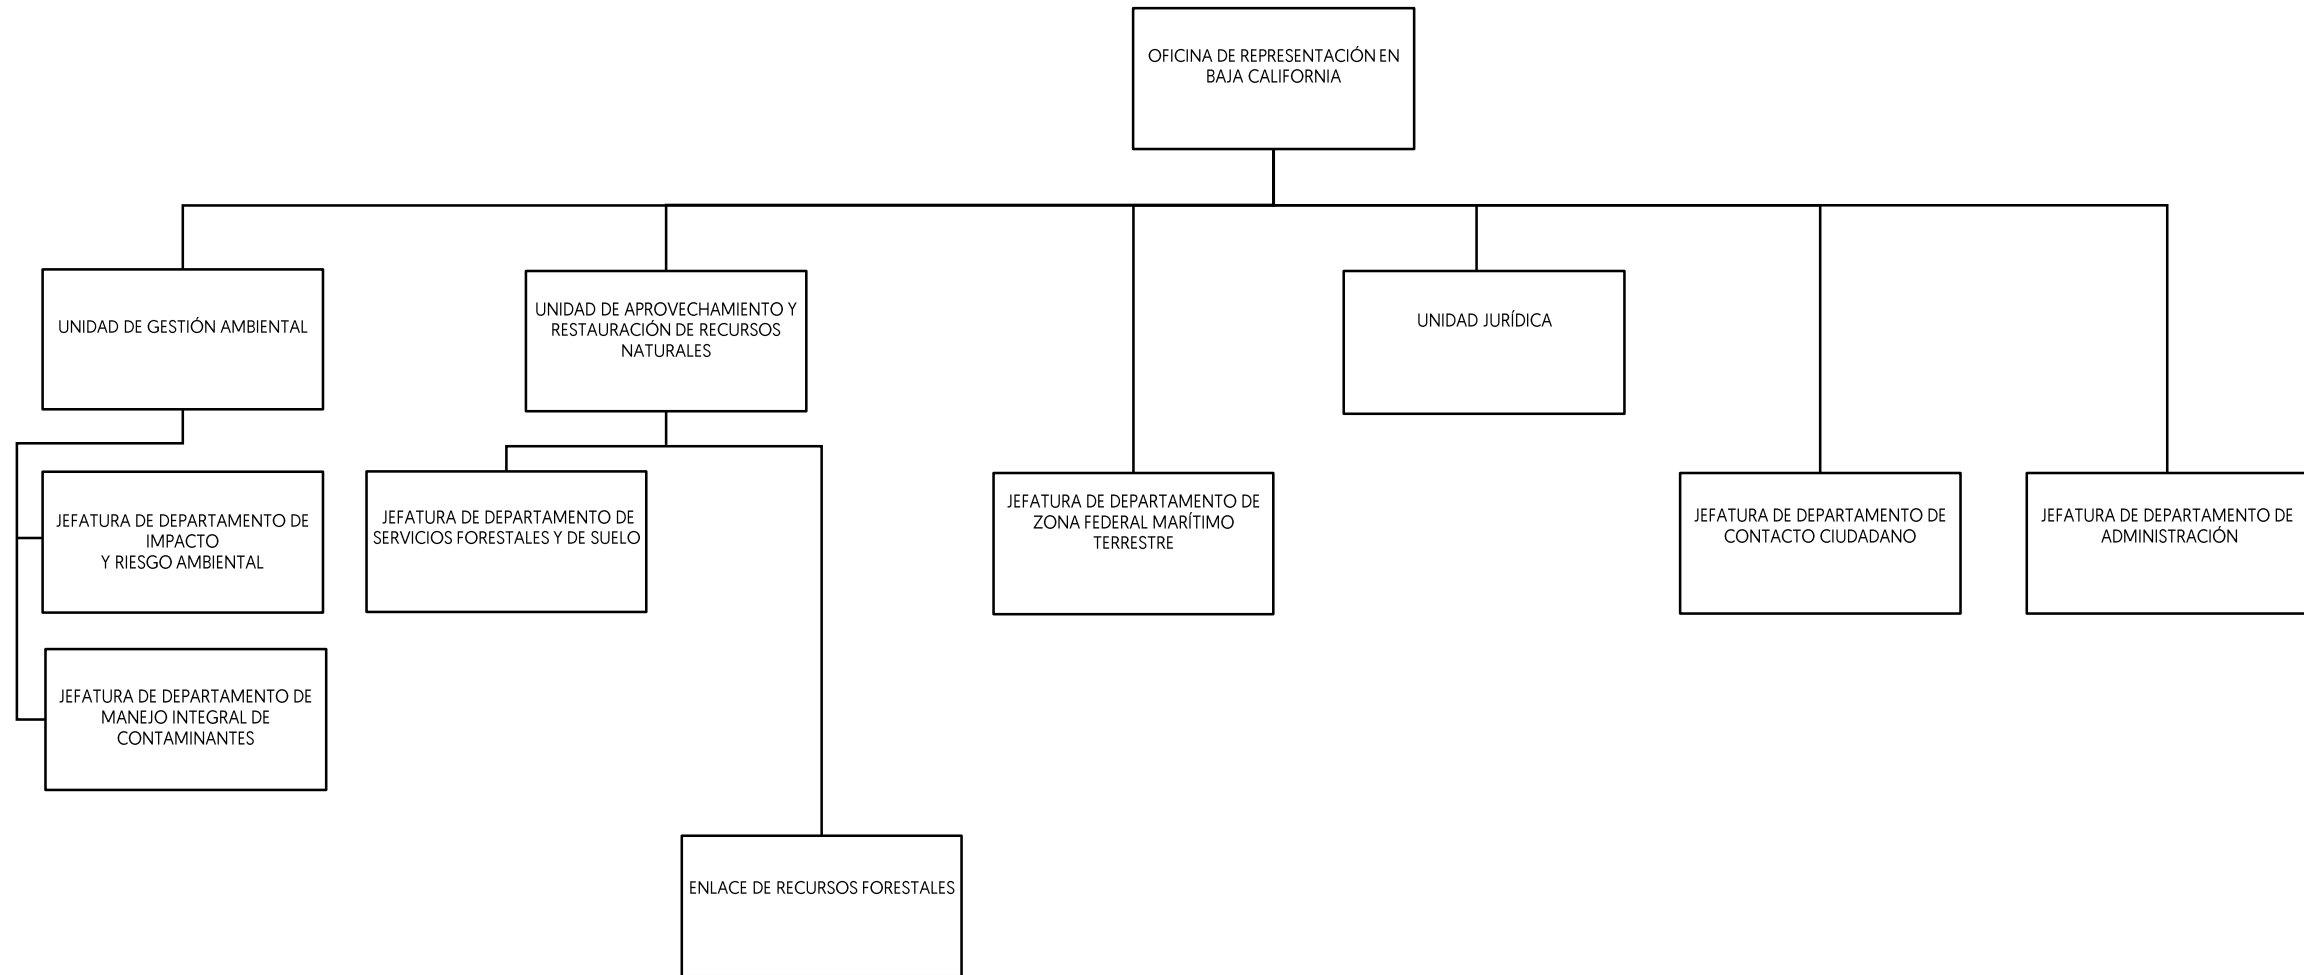 OFICINA DE REPRESENTACIÓN EN
BAJA CALIFORNIA
UNIDAD DE GESTIÓN AMBIENTAL
UNIDAD DE APROVECHAMIENTO Y
RESTAURACIÓN DE RECURSOS
NATURALES
UNIDAD JURÍDICA
JEFATURA DE DEPARTAMENTO DE
IMPACTO
Y RIESGO AMBIENTAL
JEFATURA DE DEPARTAMENTO DE
SERVICIOS FORESTALES Y DE SUELO
JEFATURA DE DEPARTAMENTO DE
ZONA FEDERAL MARÍTIMO
TERRESTRE
JEFATURA DE DEPARTAMENTO DE
CONTACTO CIUDADANO
JEFATURA DE DEPARTAMENTO DE
ADMINISTRACIÓN
JEFATURA DE DEPARTAMENTO DE
MANEJO INTEGRAL DE
CONTAMINANTES
ENLACE DE RECURSOS FORESTALES